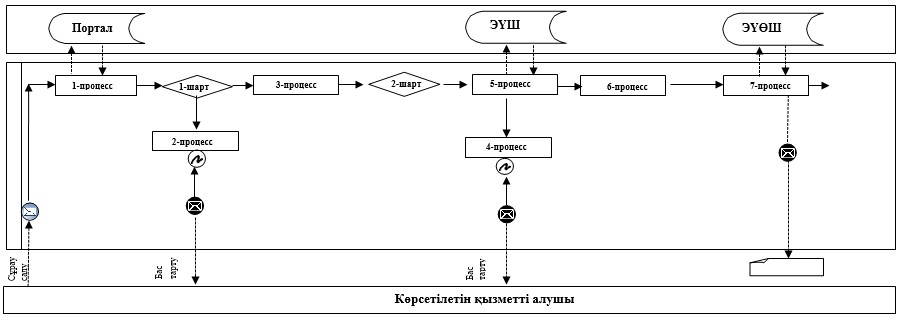 Портал
ЭҮШ
ЭҮӨШ
1-процесс
1-шарт
3-процесс
2-шарт
5-процесс
6-процесс
7-процесс
2-процесс
4-процесс
Сұрау
салу
Бас
тарту
Бас
тарту
Көрсетілетін қызметті алушы